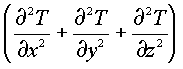 (∂²T/∂x² + ∂²T/∂y² + ∂²T/∂z²)